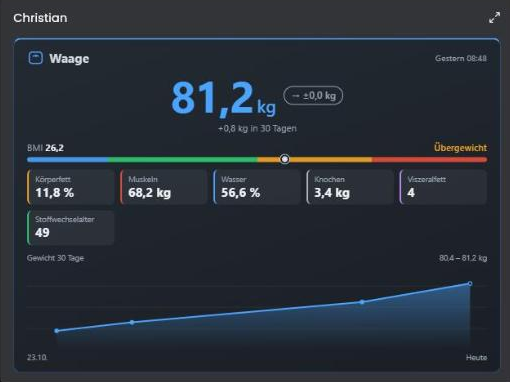 Christian
Waage
Gestern 08:48
81,2 kg
→ ±0,0 kg
+0,8 kg in 30 Tagen
BMI 26,2
Übergewicht
Körperfett
11,8 %
Muskeln
68,2 kg
Wasser
56,6 %
Knochen
3,4 kg
Viszeralfett
4
Stoffwechselalter
49
Gewicht 30 Tage
80,4 – 81,2 kg
23.10.
Heute